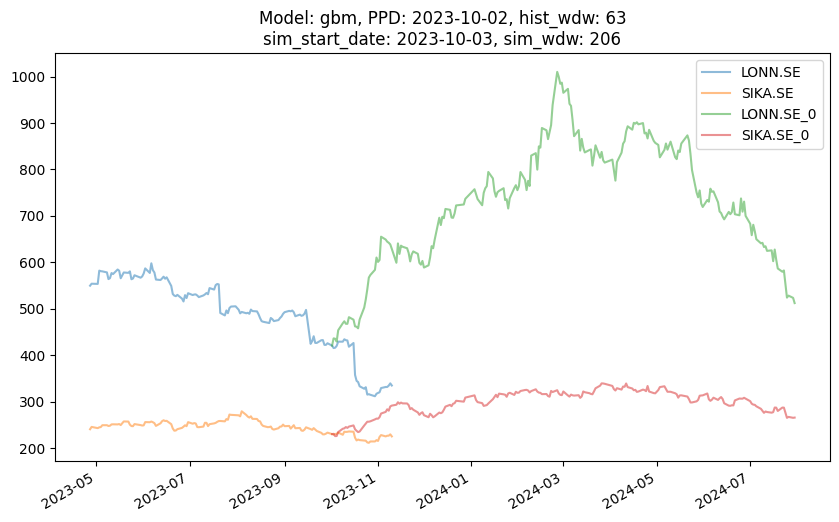 Model: gbm, PPD: 2023-10-02, hist_wdw: 63
sim_start_date: 2023-10-03, sim_wdw: 206
LONN.SE
SIKA.SE
LONN.SE_0
SIKA.SE_0
1000
900
800
700
600
500
400
300
200
2023-05
2023-07
2023-09
2023-11
2024-01
2024-03
2024-05
2024-07